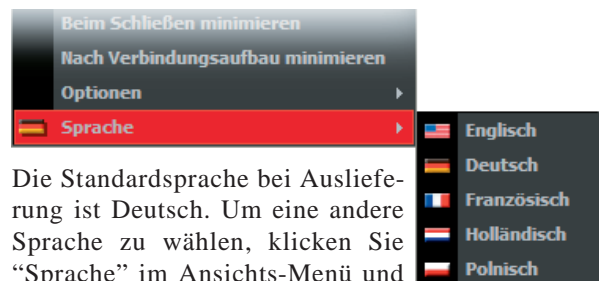 Beim Schließen minimieren
Nach Verbindungsaufbau minimieren
Optionen
Sprache
Englisch
Deutsch
Französisch
Holländisch
Polnisch
Die Standardsprache bei Ausliefe-
rung ist Deutsch. Um eine andere
Sprache zu wählen, klicken Sie
“Sprache” im Ansichts-Menü und